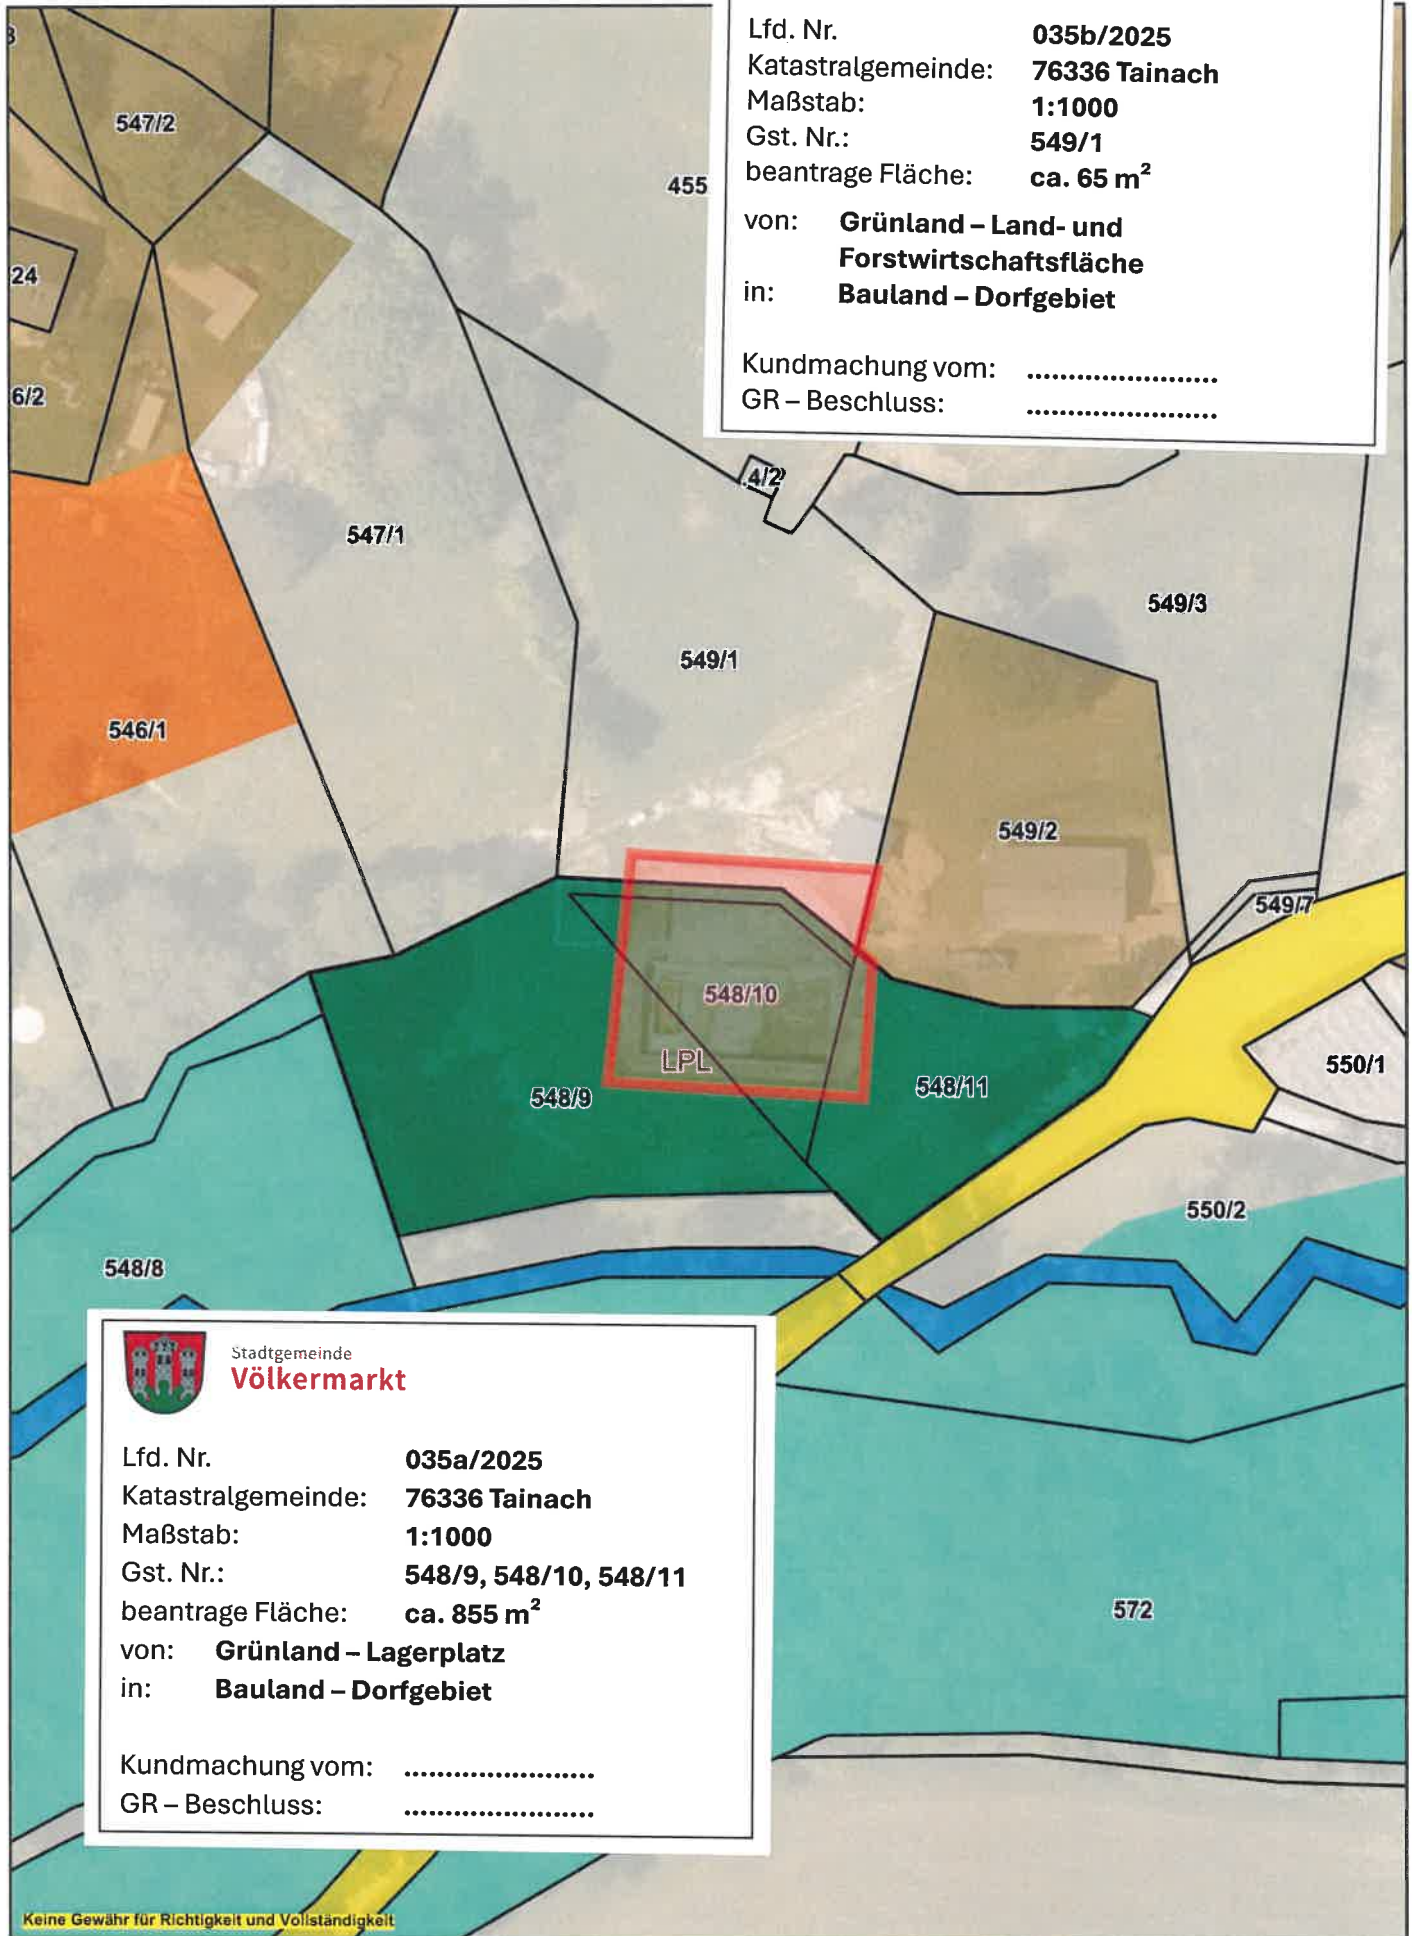 Lfd. Nr. 035b/2025
Katastralgemeinde: 76336 Tainach
Maßstab: 1:1000
Gst. Nr.: 549/1
beantrage Fläche: ca. 65 m²
von: Grünland – Land- und
Forstwirtschaftsfläche
in: Bauland – Dorfgebiet
Kundmachung vom: .......................
GR – Beschluss: .......................
547/2
455
24
6/2
.4/2
547/1
549/3
549/1
546/1
549/2
549/7
548/10
LPL
550/1
548/9
548/11
550/2
548/8
Stadtgemeinde
Völkermarkt
Lfd. Nr. 035a/2025
Katastralgemeinde: 76336 Tainach
Maßstab: 1:1000
Gst. Nr.: 548/9, 548/10, 548/11
beantrage Fläche: ca. 855 m²
von: Grünland – Lagerplatz
in: Bauland – Dorfgebiet
Kundmachung vom: .......................
GR – Beschluss: .......................
572
Keine Gewähr für Richtigkeit und Vollständigkeit